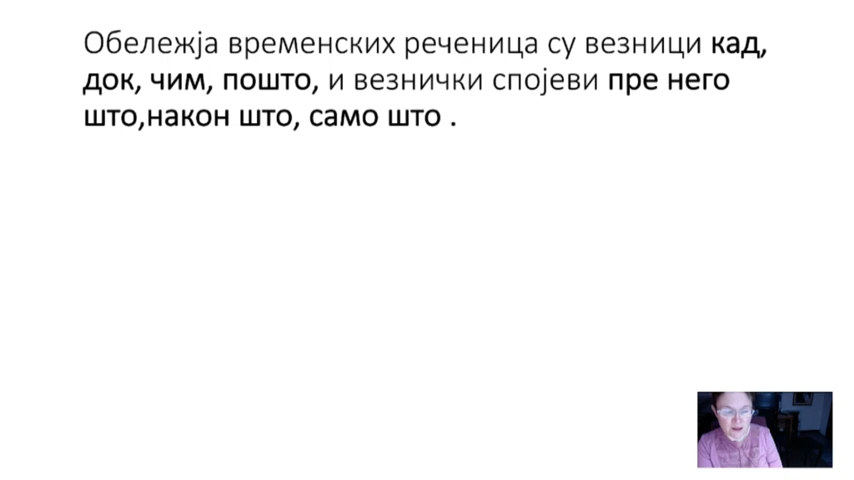 Обележја временских реченица су везници кад,
док, чим, пошто, и везнички спојеви пре него
што,након што, само што .